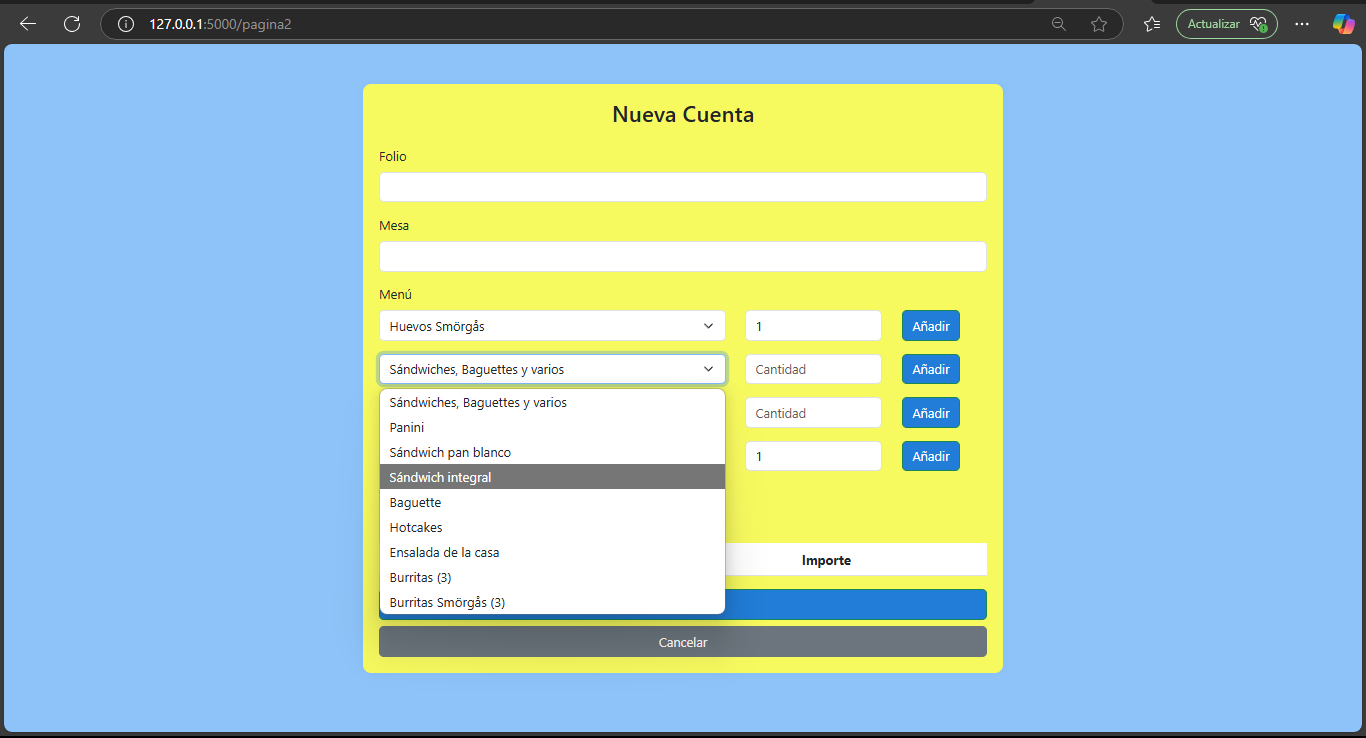 127.0.0.1:5000/pagina2
Actualizar
Nueva Cuenta
Folio
Mesa
Menú
Huevos Smörgås
1
Añadir
Sándwiches, Baguettes y varios
Cantidad
Añadir
Sándwiches, Baguettes y varios
Panini
Sándwich pan blanco
Sándwich integral
Baguette
Hotcakes
Ensalada de la casa
Burritas (3)
Burritas Smörgås (3)
Cantidad
Añadir
1
Añadir
Importe
Cancelar